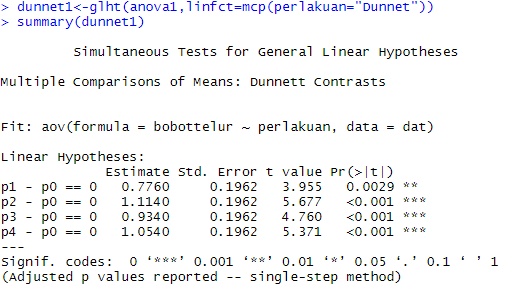 > dunnet1<-glht(anova1,linfct=mcp(perlakuan="Dunnet"))
> summary(dunnet1)
Simultaneous Tests for General Linear Hypotheses
Multiple Comparisons of Means: Dunnett Contrasts
Fit: aov(formula = bobottelur ~ perlakuan, data = dat)
Linear Hypotheses:
Estimate Std. Error t value Pr(>|t|)
p1 - p0 == 0 0.7760 0.1962 3.955 0.0029 **
p2 - p0 == 0 1.1140 0.1962 5.677 <0.001 ***
p3 - p0 == 0 0.9340 0.1962 4.760 <0.001 ***
p4 - p0 == 0 1.0540 0.1962 5.371 <0.001 ***
---
Signif. codes: 0 ‘***’ 0.001 ‘**’ 0.01 ‘*’ 0.05 ‘.’ 0.1 ‘ ’ 1
(Adjusted p values reported -- single-step method)